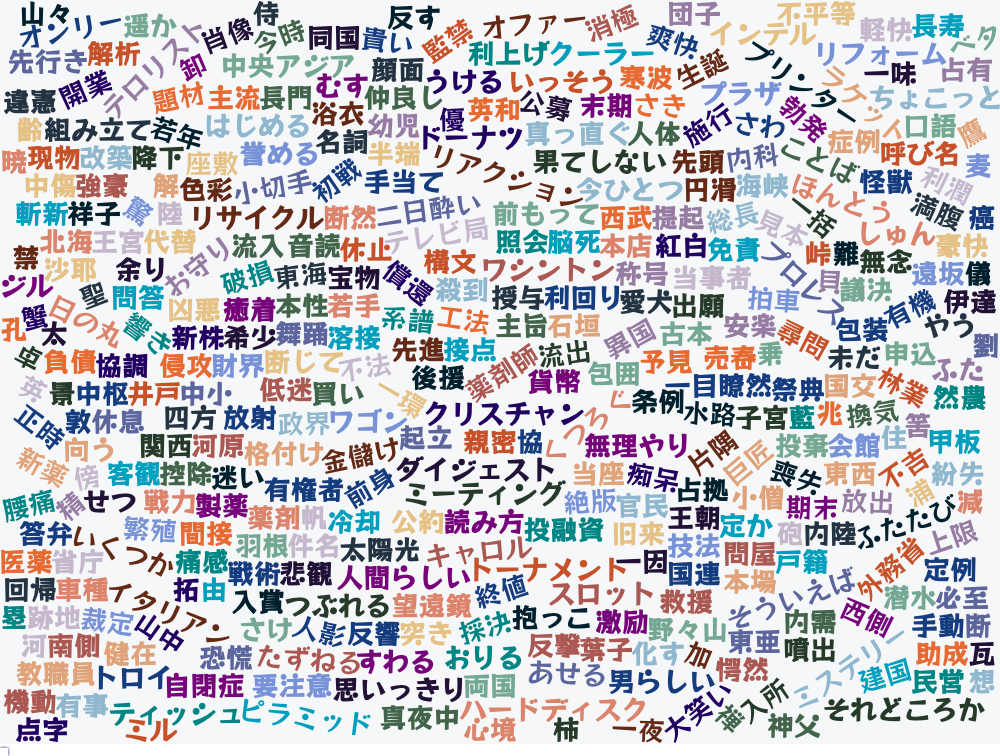 山々 侍 反す オファー 消極 団子 不平等
オンリー 遥か 肖像 今時 同国 貴い 監禁 爽快 インデル 軽快 長寿 ベタ
先行き 解析 テロリスト 卸 中央アジア 顔面 利上げ クーラー 生誕 プリンター リフォーム 一味 占有
違憲 開業 題材 主流 長門 むす 仲良し うける いっそう 寒波 プラザ ラケット ちょこっと
齢 組み立て 若年 はじめる 浴衣 名詞 幼児 優 英和 公募 末期 さき 施行 さわ 勃発 症例 口語 鷹
暁 現物 改築 降下 座敷 誉める 半端 ドーナツ 真っ直ぐ 人体 内科 ことば 呼び名 麦
中傷 強豪 解 色彩 小切手 初戦 手当て リアクション 果てしない 先頭 今ひとつ 円滑 海峡 ほんとう 怪獣 利潤
斬新 祥子 驚 陸 リサイクル 断然 二日酔い 前もって 西武 提起 総長 見本 一括 しゅん 満腹 癌
禁 北海 王宮 代替 お守り 流入 音読 休止 テレビ局 照会 脳死 本店 紅白 免責 プロレス 峠 難 無念 豪快
ジル 沙耶 余り 破損 東海 宝物 償還 横文 ワシントン 称号 当事者 貝 議決 遠坂 儀
孔 蟹 日の丸 聖 問答 凶悪 癒着 本性 若手 殺到 授与 利回り 愛犬 出願 拍車 有機 伊達
太 響き 新株 希少 舞踊 溶接 系譜 工法 主旨 石垣 異国 古本 安楽 尋問 包装 やう 劉
卓 負債 協調 侵攻 財界 断じて 不法 先進 接点 薬剤師 流出 予見 売春 乗 未だ 申込 ふた
英 景 中枢 井戸 中小 低迷 買い 一環 後援 貨幣 包囲 一目瞭然 祭典 国交 林業 然 農
正時 敦 休息 四方 放射 政界 ワゴン クリスチャン くつろぐ 条例 水路 子宮 藍 兆 換気 筈
新薬 向う 関西 河原 格付け 金儲け 起立 親密 協 無理やり 片隅 巨匠 投棄 会館 住 甲板
腰痛 傍 客観 控除 迷い 有権者 前身 ダイジェスト 当座 痴呆 占拠 喪失 東西 不吉 紛失
精 せつ 戦力 製薬 薬剤 帆 冷却 ミーティング 絶版 官民 小僧 期末 放出 浦 減
答弁 いくつか 繁殖 間接 羽根 件名 太陽光 公約 読み方 投融資 旧来 王朝 定か 砲 内陸 ふたたび 上限
医薬 省庁 痛感 戦術 悲観 人間らしい キャロル トーナメント 一因 技法 国連 問屋 戸籍 外務省 定例
回帰 車種 イタリアン 拓 由 入賞 つぶれる 望遠鏡 終値 スロット 救援 本場 そういえば 潜水 必至
塁 跡地 裁定 山中 さけ 人影 反響 突き 採決 抱っこ 激励 野々山 東亜 内需 西側 手動 断
河 南側 健在 恐慌 たずねる すわる おりる 反撃 葉子 化す 加 愕然 噴出 ミステリー 助成 瓦
教職員 トロイ 自閉症 要注意 思いっきり 両国 あせる 男らしい 入所 建国 民営 想
機動 有事 ティッシュ ピラミッド 真夜中 ハードディスク 大笑い 神父 それどころか
点字 ミル 心境 柿 一夜